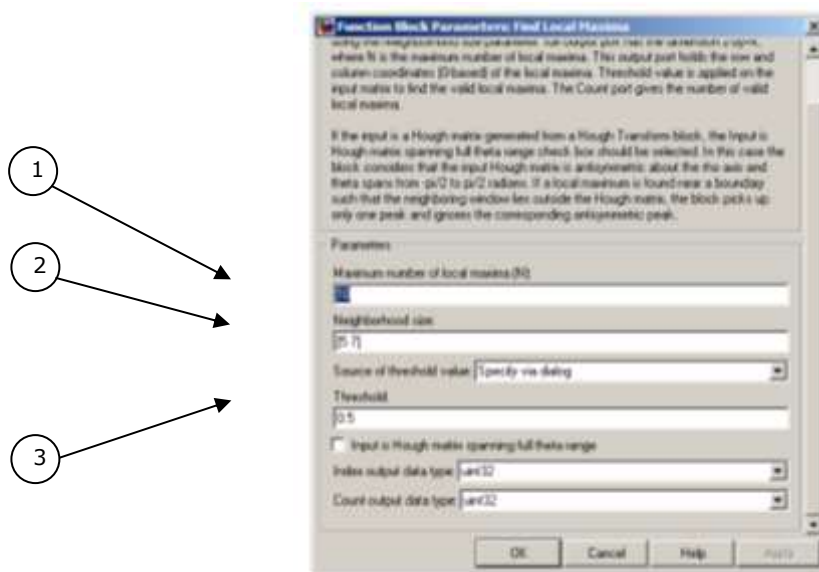 Function Block Parameters: Find Local Maxima
using the Neighborhood size parameter. output port has the dimension
where N is the maximum number of local maxima. This output port holds the row and
column coordinates (0-based) of the local maxima. Threshold value is applied on the
input matrix to find the valid local maxima. The Count port gives the number of valid
local maxima.
If the input is a Hough matrix generated from a Hough Transform block, the Input is
Hough matrix spanning full theta range check box should be selected. In this case the
block considers that the input Hough matrix is antisymmetric about the rho axis and
theta spans from -pi/2 to pi/2 radians. If a local maximum is found near a boundary
such that the neighboring window lies outside the Hough matrix, the block picks up
only one peak and ignores the corresponding antisymmetric peak.
1
Parameters
2
Maximum number of local maxima (N):
Neighborhood size:
[5 7]
Source of threshold value: Specify via dialog
Threshold:
0.5
3
Input is Hough matrix spanning full theta range
Index output data type: uint32
Count output data type: uint32
OK Cancel Help Apply